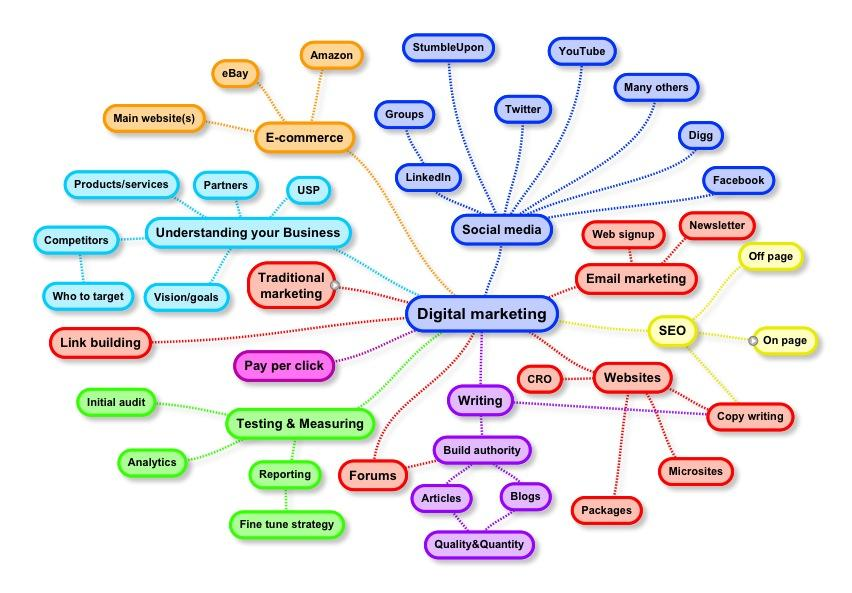 StumbleUpon
YouTube
Amazon
eBay
Many others
Main website(s)
Groups
Twitter
E-commerce
Digg
LinkedIn
Facebook
Products/services
Partners
USP
Understanding your Business
Social media
Web signup
Newsletter
Competitors
Off page
Traditional
marketing
Email marketing
Who to target
Vision/goals
Digital marketing
SEO
On page
Link building
Pay per click
CRO
Websites
Initial audit
Writing
Copy writing
Testing & Measuring
Build authority
Analytics
Reporting
Forums
Microsites
Articles
Blogs
Packages
Fine tune strategy
Quality&Quantity